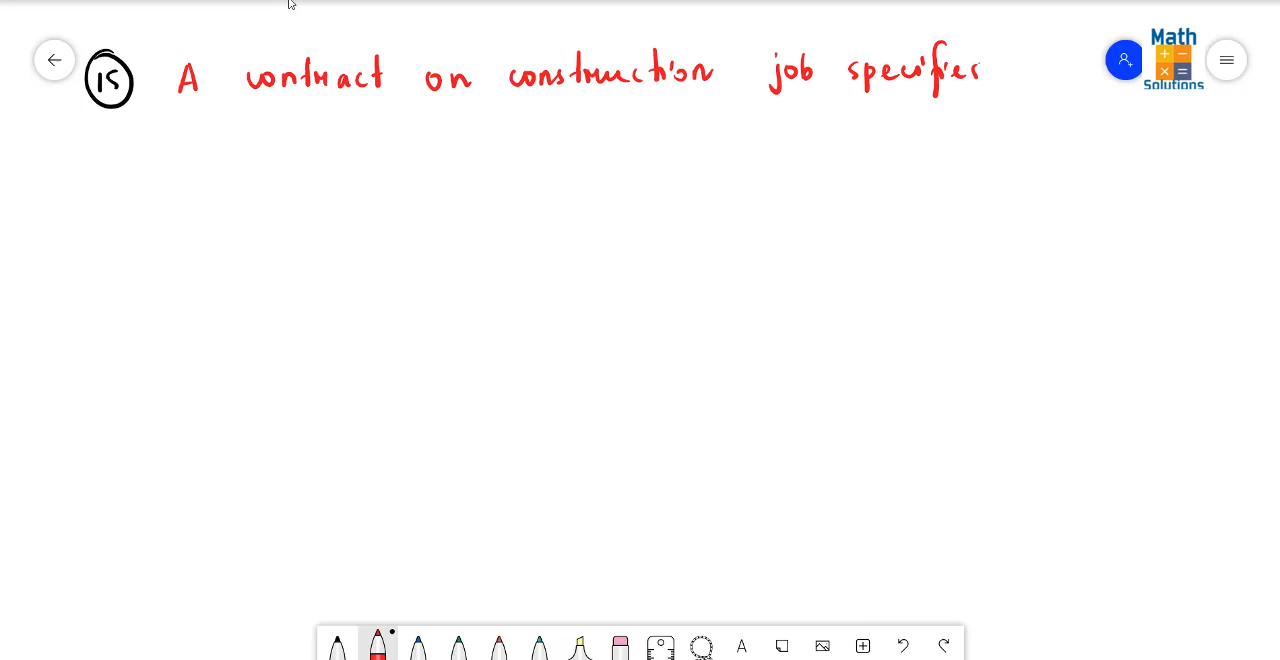 15 A contract on construction job specifies
Math
+ −
× =
Solutions
A